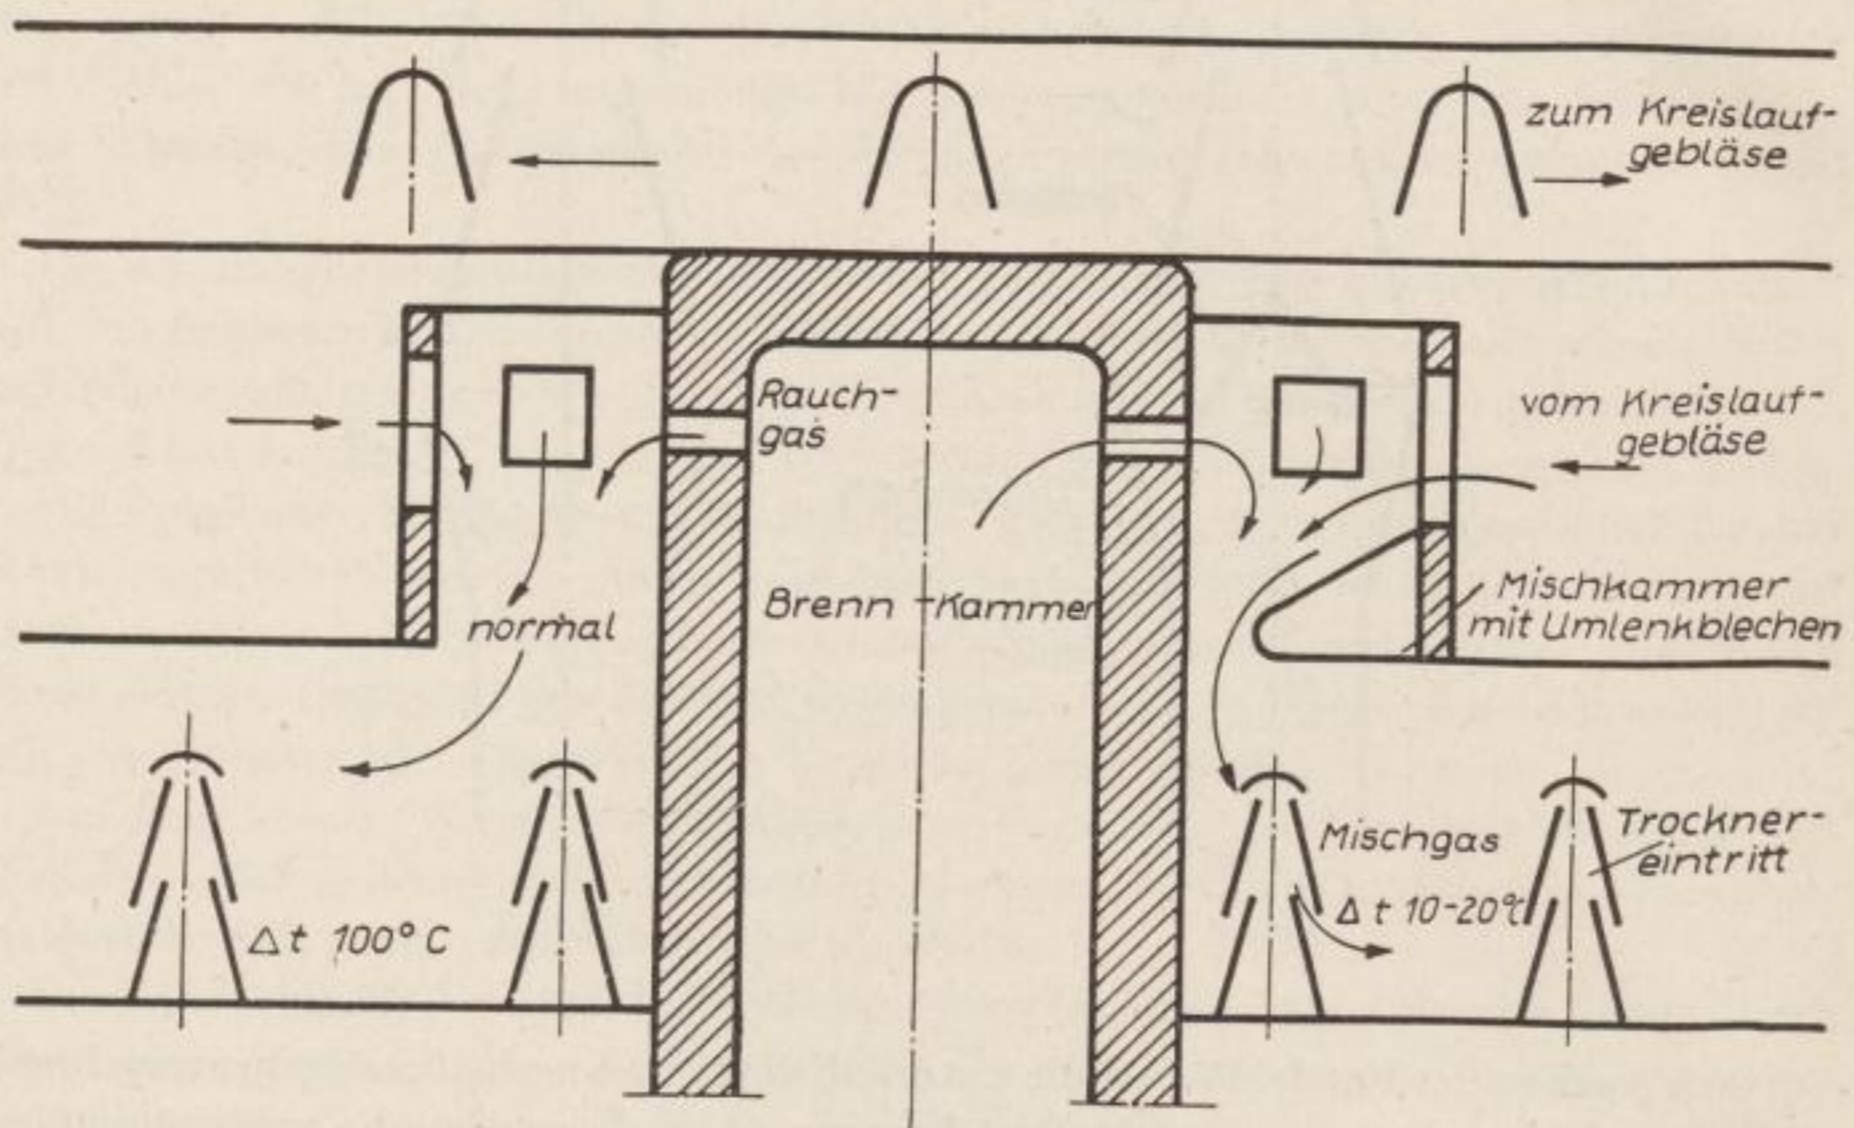 zum Kreislauf-
gebläse
Rauch-
gas
vom Kreislauf-
gebläse
normal
Brenn-Kammer
Mischkammer
mit Umlenkblechen
Mischgas
Trockner-
eintritt
Δt 100°C
Δt 10-20°C